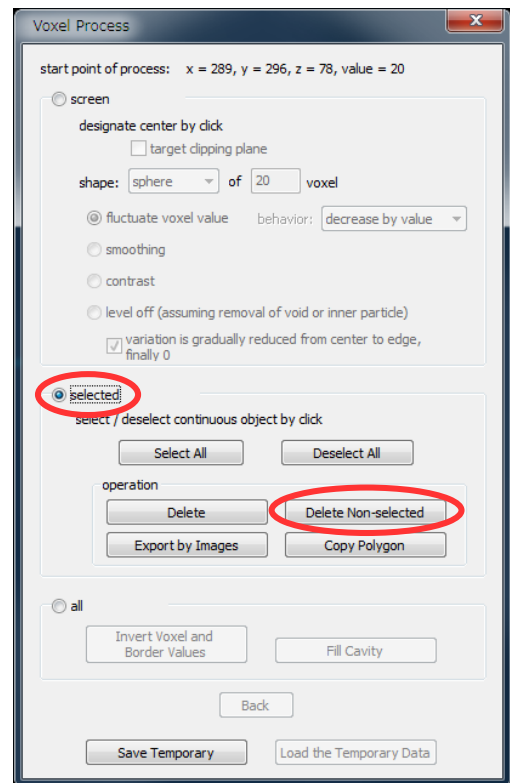 Voxel Process
start point of process: x = 289, y = 296, z = 78, value = 20
screen
designate center by click
target clipping plane
shape: sphere of 20 voxel
fluctuate voxel value behavior: decrease by value
smoothing
contrast
level off (assuming removal of void or inner particle)
variation is gradually reduced from center to edge,
finally 0
selected
select / deselect continuous object by click
Select All Deselect All
operation
Delete Delete Non-selected
Export by Images Copy Polygon
all
Invert Voxel and
Border Values Fill Cavity
Back
Save Temporary Load the Temporary Data